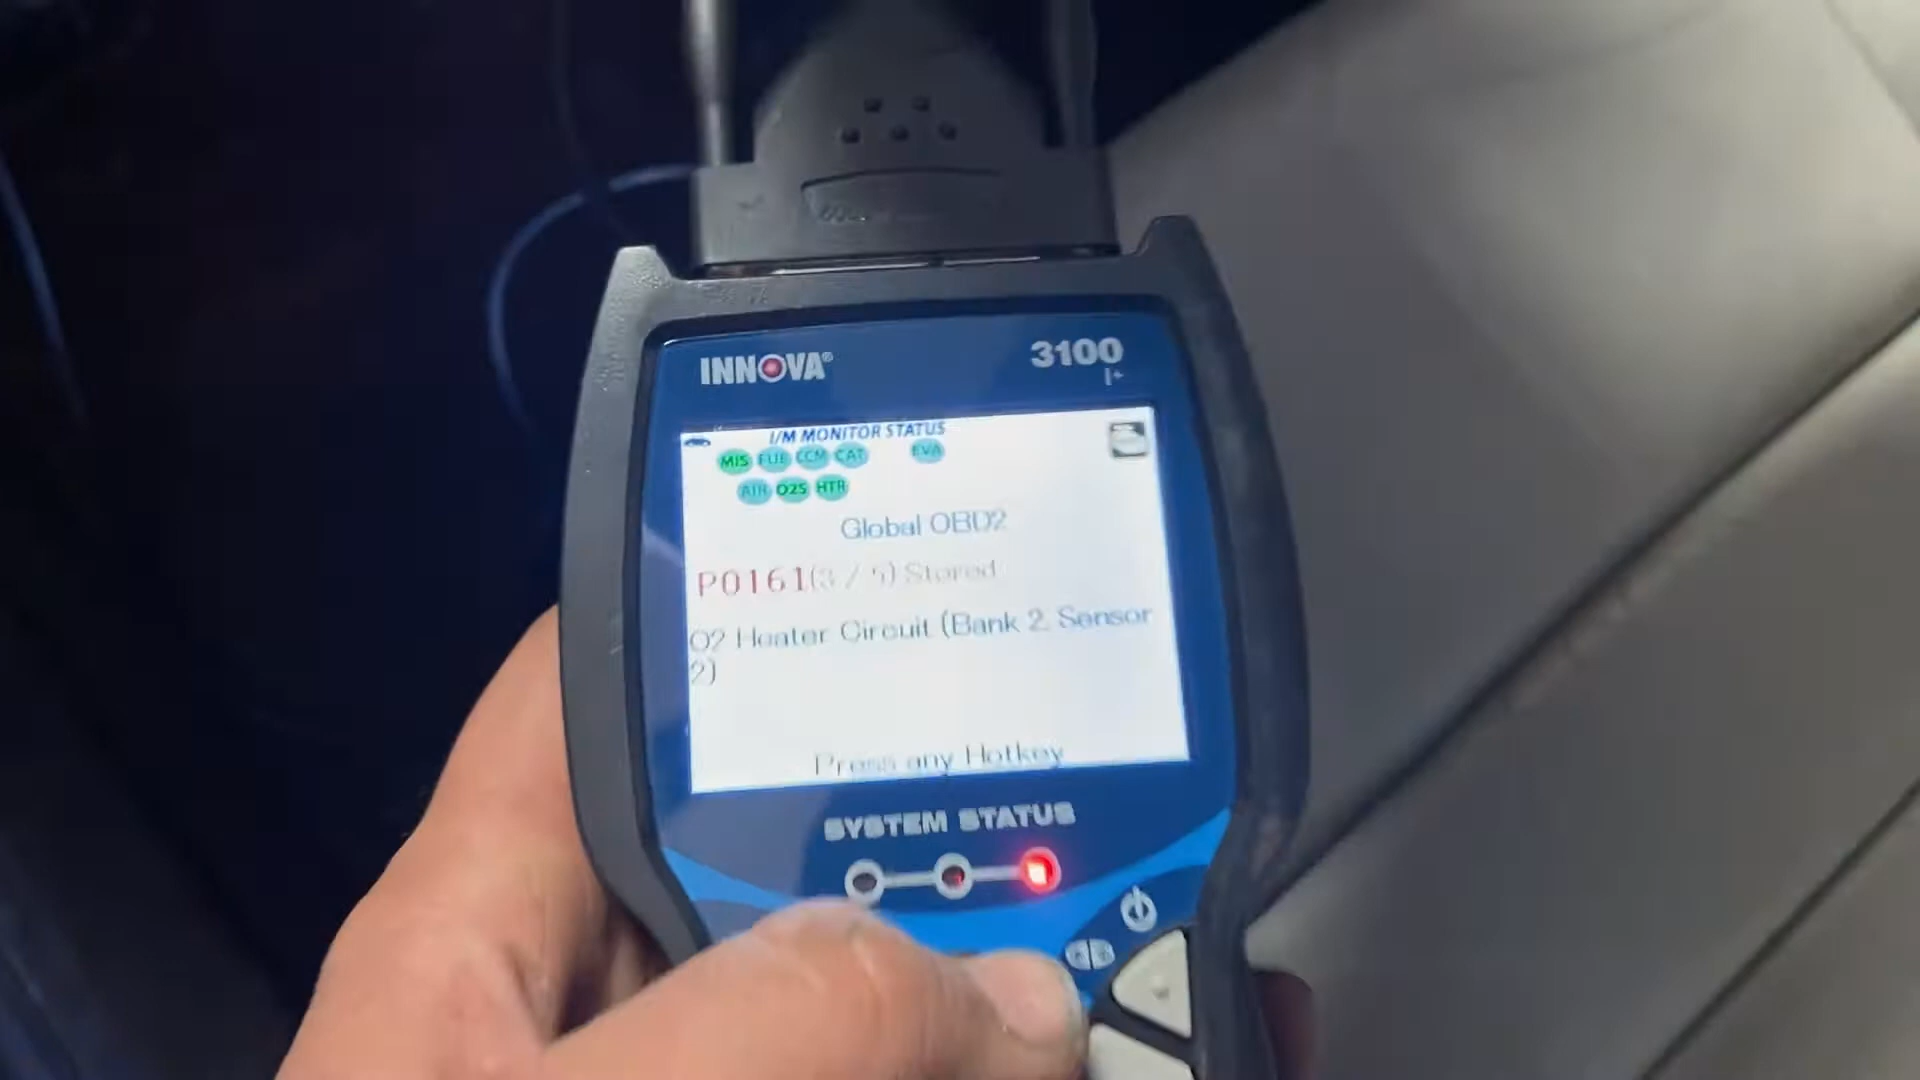 INNOVA®
3100
I/M MONITOR STATUS
MIS FUE CCM CAT EVA
AIR O2S HTR
Global OBD2
P0161(3 / 5) Stored
O2 Heater Circuit (Bank 2, Sensor
2)
Press any Hotkey
SYSTEM STATUS